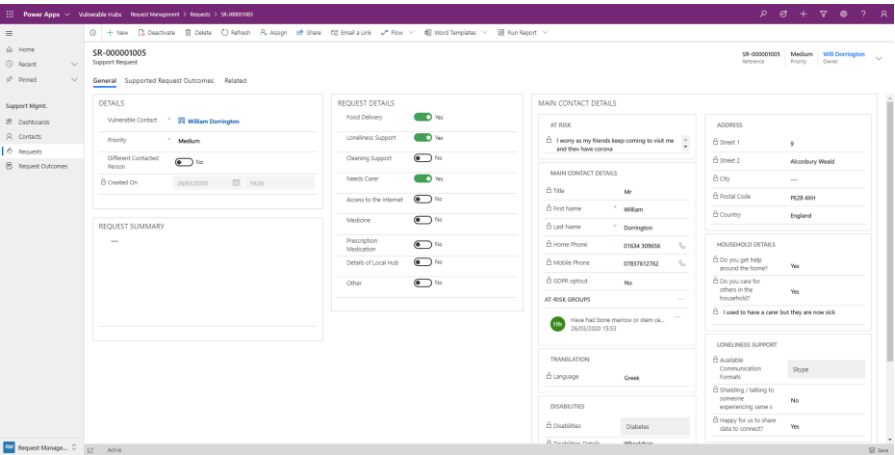 Power Apps
Vulnerable Hubs
Request Management > Requests > SR-000001005
New
Deactivate
Delete
Refresh
Assign
Share
Email a Link
Flow
Word Templates
Run Report
Home
Recent
Pinned
Support Mgmt.
Dashboards
Contacts
Requests
Request Outcomes
RM Request Manage...
SR-000001005
Support Request
SR-000001005
Reference
Medium
Priority
Will Dorrington
Owner
General
Supported Request Outcomes
Related
DETAILS
Vulnerable Contact * William Dorrington
Priority * Medium
Different Contacted
Person
No
Created On 26/03/2020 19:26
REQUEST SUMMARY
---
REQUEST DETAILS
Food Delivery Yes
Loneliness Support Yes
Cleaning Support No
Needs Carer Yes
Access to the Internet No
Medicine No
Prescription
Medication
No
Details of Local Hub No
Other No
MAIN CONTACT DETAILS
AT RISK
I worry as my friends keep coming to visit me
and they have corona
MAIN CONTACT DETAILS
Title Mr
First Name * William
Last Name * Dorrington
Home Phone 01634 309656
Mobile Phone 07837612762
GDPR optout No
AT-RISK GROUPS
Hh Have had bone marrow or stem ce...
26/03/2020 15:53
TRANSLATION
Language Greek
DISABILITIES
Disabilities Diabetes
Disabilities Details Wheelchair
ADDRESS
Street 1 9
Street 2 Alconbury Weald
City ---
Postal Code PE28 4XH
Country England
HOUSEHOLD DETAILS
Do you get help
around the home?
Yes
Do you care for
others in the
household?
Yes
I used to have a carer but they are now sick
LONELINESS SUPPORT
Available
Communication
Formats
Skype
Shielding / talking to
someone
experiencing same s
No
Happy for us to share
data to connect?
Yes
Active
Save